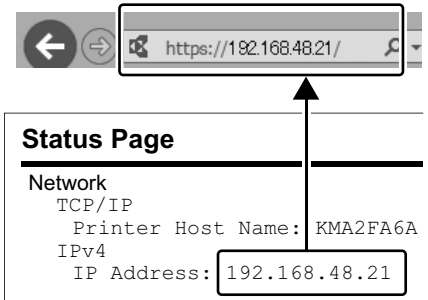 https://192.168.48.21/
Status Page
Network
TCP/IP
Printer Host Name: KMA2FA6A
IPv4
IP Address: 192.168.48.21